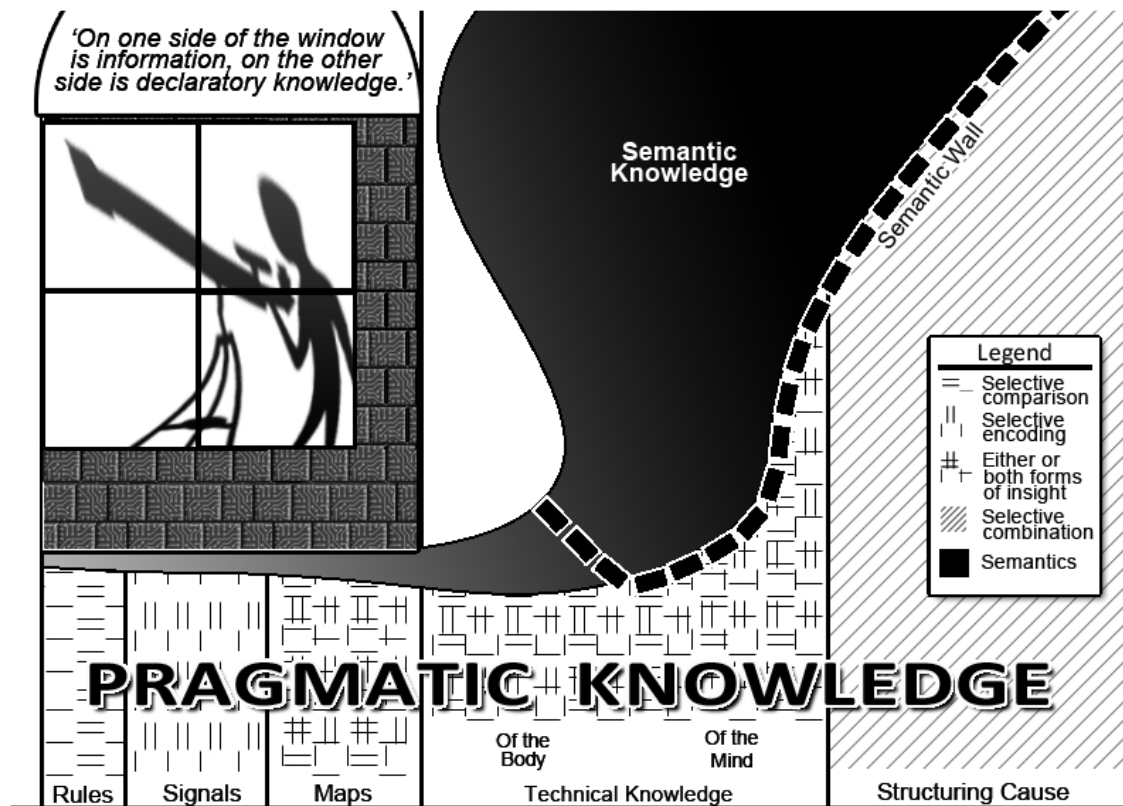 ‘On one side of the window
is information, on the other
side is declaratory knowledge.’
Semantic
Knowledge
Semantic Wall
Legend
Selective
comparison
Selective
encoding
Either or
both forms
of insight
Selective
combination
Semantics
PRAGMATIC KNOWLEDGE
Of the
Body
Of the
Mind
Rules
Signals
Maps
Technical Knowledge
Structuring Cause